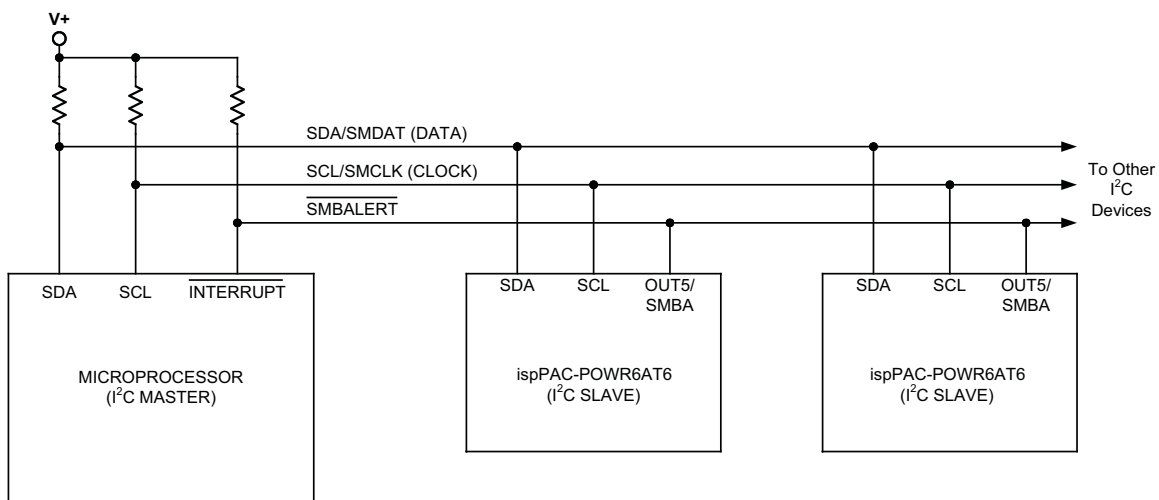 V+
SDA/SMDAT (DATA)
SCL/SMCLK (CLOCK)
SMBALERT
To Other
I²C
Devices
SDA SCL INTERRUPT
MICROPROCESSOR
(I²C MASTER)
SDA SCL OUT5/
SMBA
ispPAC-POWR6AT6
(I²C SLAVE)
SDA SCL OUT5/
SMBA
ispPAC-POWR6AT6
(I²C SLAVE)